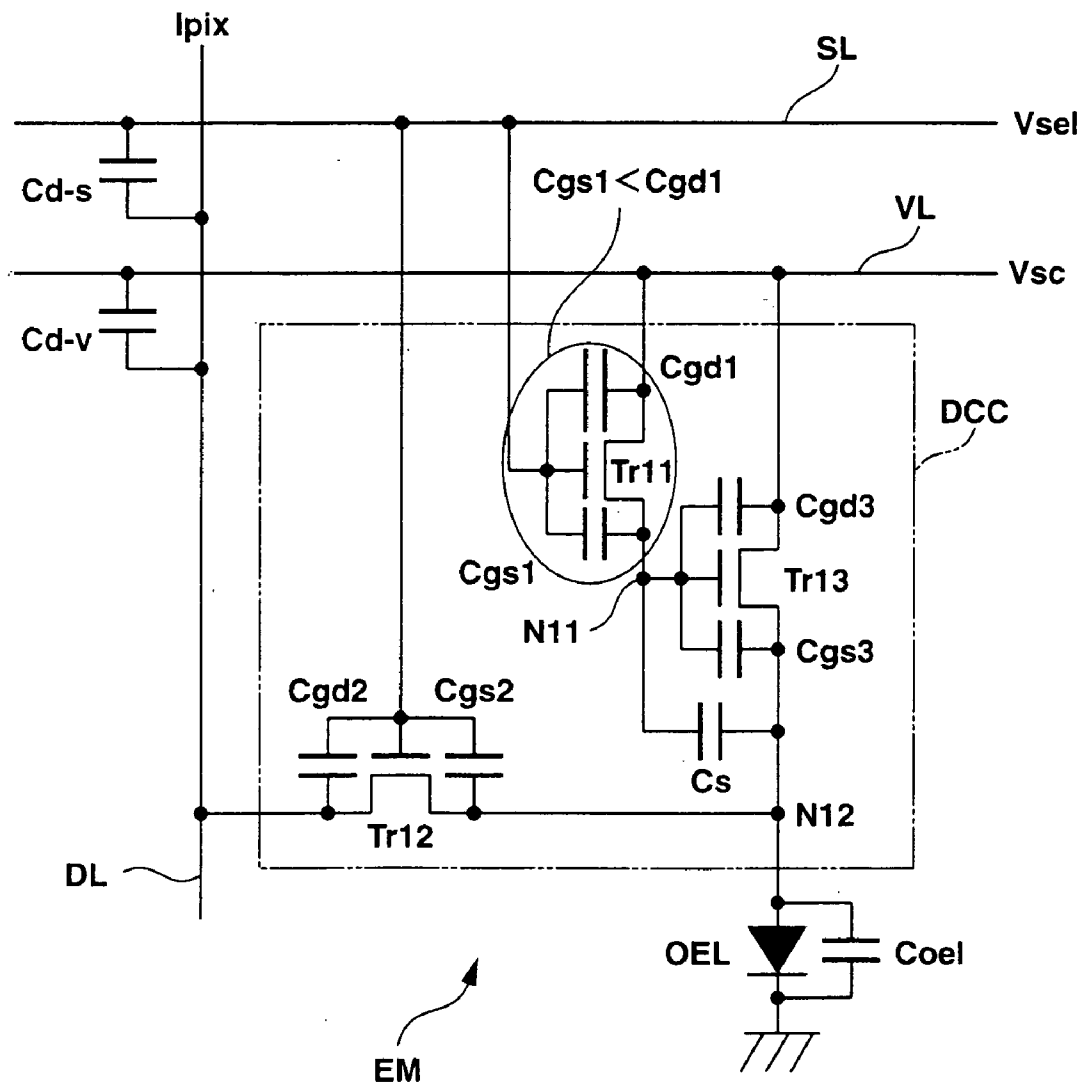 Ipix
SL
Vsel
Cd-s
Cgs1<Cgd1
VL
Vsc
Cd-v
Cgd1
DCC
Tr11
Cgd3
Cgs1
Tr13
N11
Cgs3
Cgd2
Cgs2
Cs
N12
Tr12
DL
OEL
Coel
EM